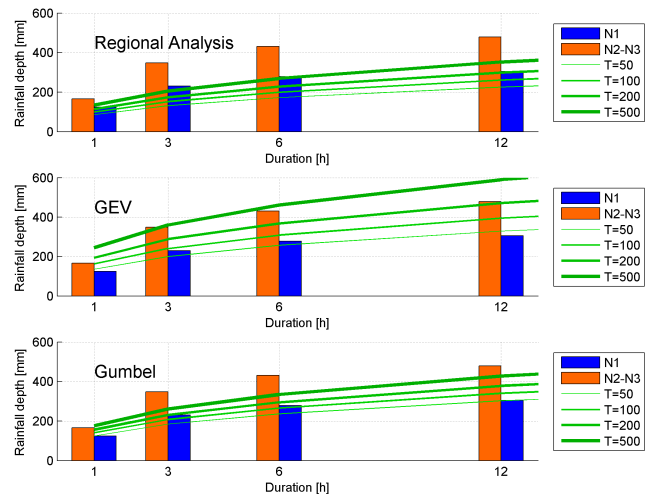 Regional Analysis
Rainfall depth [mm]
600
400
200
0
1
3
6
12
Duration [h]
N1
N2-N3
T=50
T=100
T=200
T=500
GEV
Rainfall depth [mm]
600
400
200
0
1
3
6
12
Duration [h]
N1
N2-N3
T=50
T=100
T=200
T=500
Gumbel
Rainfall depth [mm]
600
400
200
0
1
3
6
12
Duration [h]
N1
N2-N3
T=50
T=100
T=200
T=500